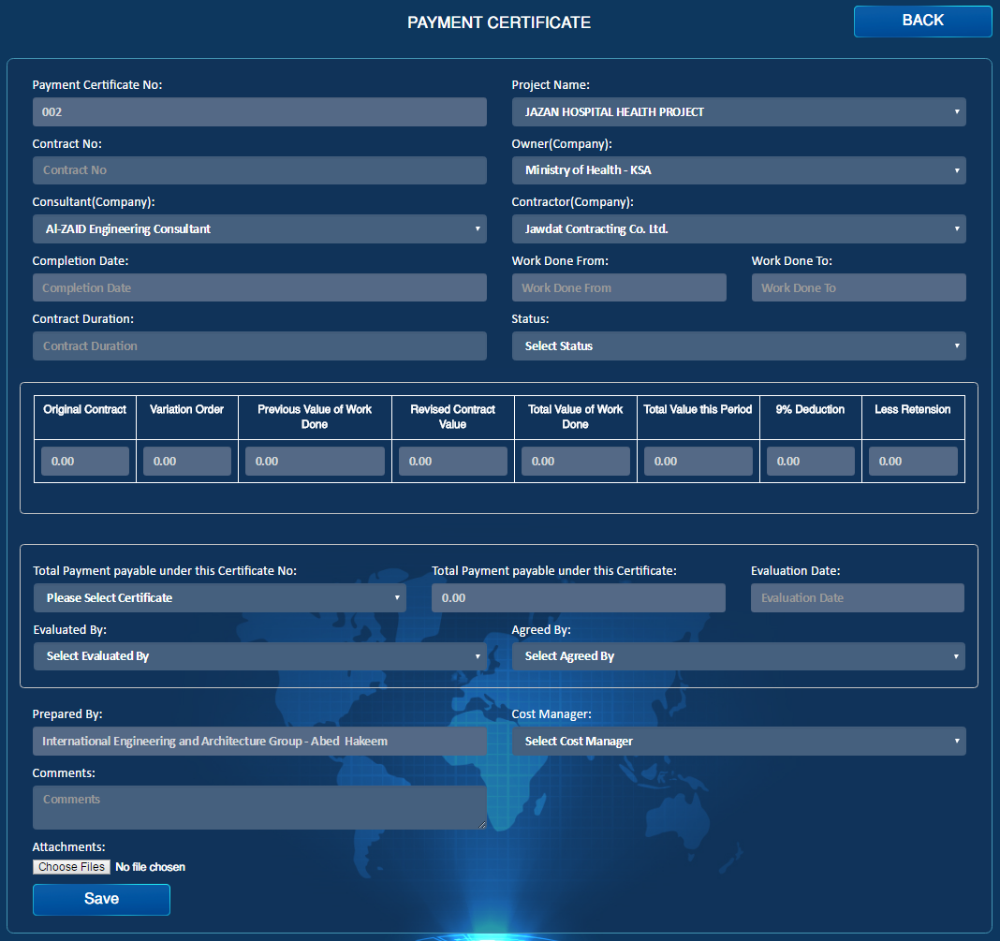 PAYMENT CERTIFICATE
BACK
Payment Certificate No:
Project Name:
002
JAZAN HOSPITAL HEALTH PROJECT
Contract No:
Owner(Company):
Contract No
Ministry of Health - KSA
Consultant(Company):
Contractor(Company):
Al-ZAID Engineering Consultant
Jawdat Contracting Co. Ltd.
Completion Date:
Work Done From:
Work Done To:
Completion Date
Work Done From
Work Done To
Contract Duration:
Status:
Contract Duration
Select Status
Original Contract
Variation Order
Previous Value of Work
Done
Revised Contract
Value
Total Value of Work
Done
Total Value this Period
9% Deduction
Less Retension
0.00
0.00
0.00
0.00
0.00
0.00
0.00
0.00
Total Payment payable under this Certificate No:
Total Payment payable under this Certificate:
Evaluation Date:
Please Select Certificate
0.00
Evaluation Date
Evaluated By:
Agreed By:
Select Evaluated By
Select Agreed By
Prepared By:
Cost Manager:
International Engineering and Architecture Group - Abed Hakeem
Select Cost Manager
Comments:
Comments
Attachments:
Choose Files No file chosen
Save